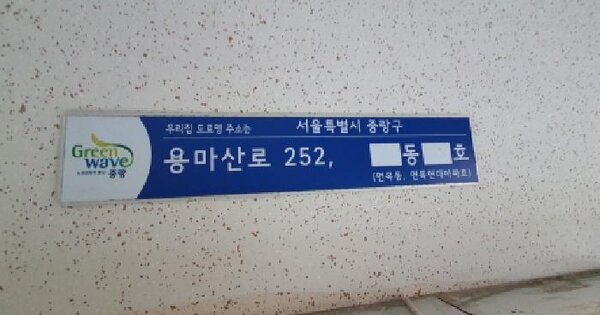 Green
wave
중랑
우리집 도로명 주소는 서울특별시 중랑구
용마산로 252, 동 호
(면목동, 면목현대아파트)